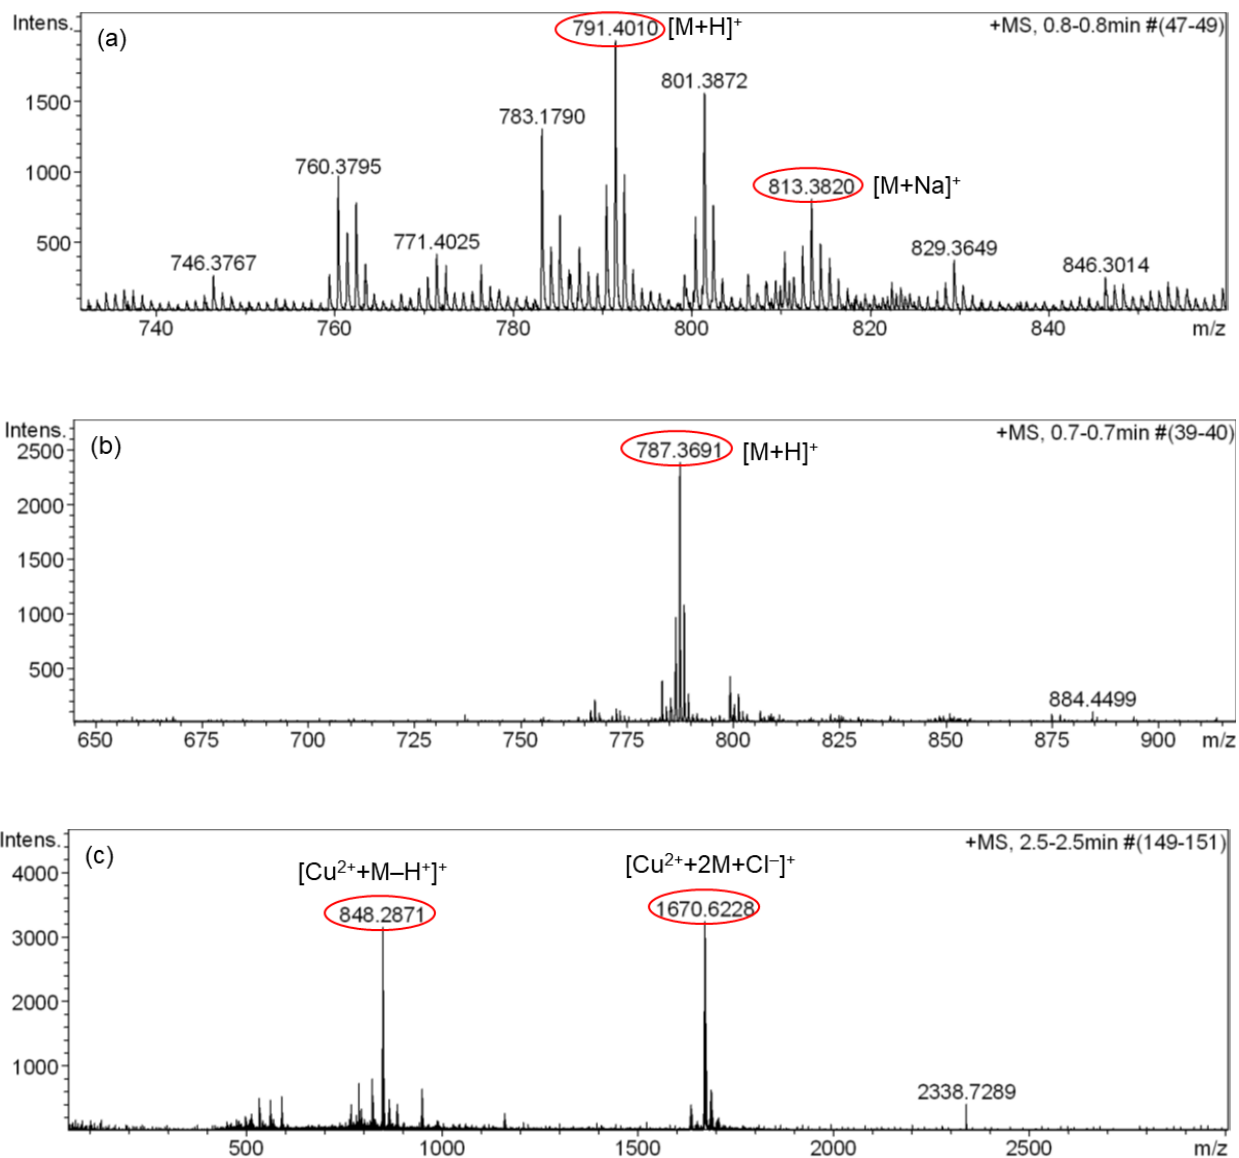 Intens.
(a)
791.4010 [M+H]⁺
+MS, 0.8-0.8min #(47-49)
801.3872
1500
783.1790
760.3795
1000
813.3820 [M+Na]⁺
771.4025
500
746.3767
829.3649
846.3014
740 760 780 800 820 840 m/z
Intens.
(b)
787.3691 [M+H]⁺
+MS, 0.7-0.7min #(39-40)
2500
2000
1500
1000
500
884.4499
650 675 700 725 750 775 800 825 850 875 900 m/z
Intens.
(c)
+MS, 2.5-2.5min #(149-151)
[Cu²⁺+M–H⁺]⁺
[Cu²⁺+2M+Cl⁻]⁺
4000
848.2871
1670.6228
3000
2000
1000
2338.7289
500 1000 1500 2000 2500 m/z